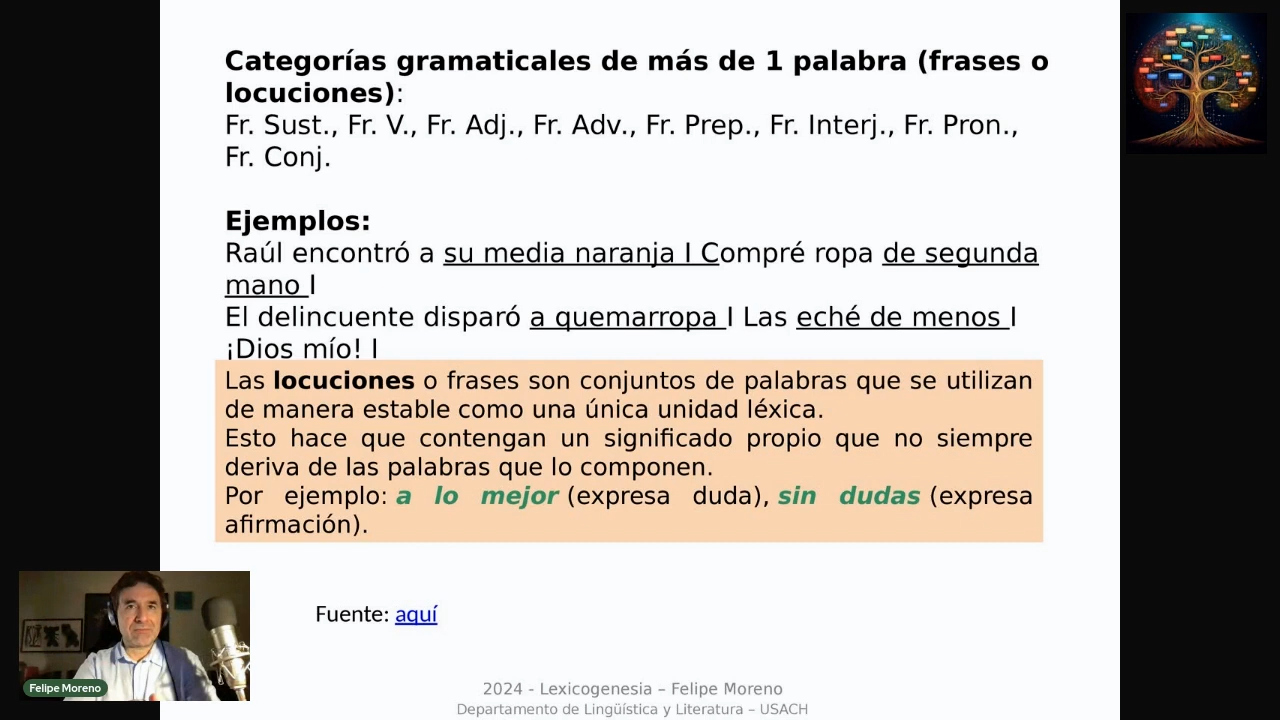 Categorías gramaticales de más de 1 palabra (frases o
locuciones):
Fr. Sust., Fr. V., Fr. Adj., Fr. Adv., Fr. Prep., Fr. Interj., Fr. Pron.,
Fr. Conj.
Ejemplos:
Raúl encontró a su media naranja I Compré ropa de segunda
mano I
El delincuente disparó a quemarropa I Las eché de menos I
¡Dios mío! I
Las locuciones o frases son conjuntos de palabras que se utilizan
de manera estable como una única unidad léxica.
Esto hace que contengan un significado propio que no siempre
deriva de las palabras que lo componen.
Por ejemplo: a lo mejor (expresa duda), sin dudas (expresa
afirmación).
Fuente: aquí
Felipe Moreno
2024 - Lexicogenesia – Felipe Moreno
Departamento de Lingüística y Literatura – USACH